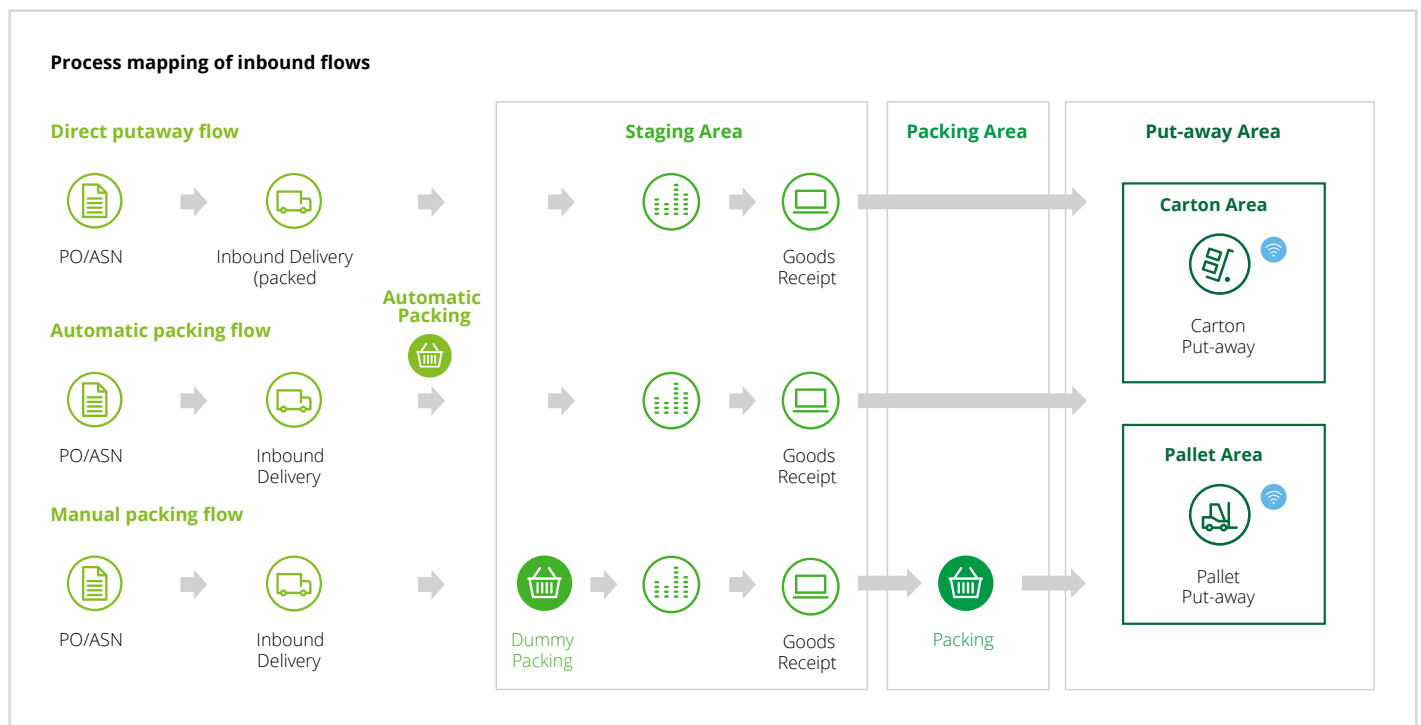 Process mapping of inbound flows
Direct putaway flow
Staging Area
Packing Area
Put-away Area
PO/ASN
Inbound Delivery
(packed
Goods
Receipt
Carton Area
Carton
Put-away
Automatic
Packing
Automatic packing flow
PO/ASN
Inbound
Delivery
Goods
Receipt
Pallet Area
Pallet
Put-away
Manual packing flow
PO/ASN
Inbound
Delivery
Dummy
Packing
Goods
Receipt
Packing